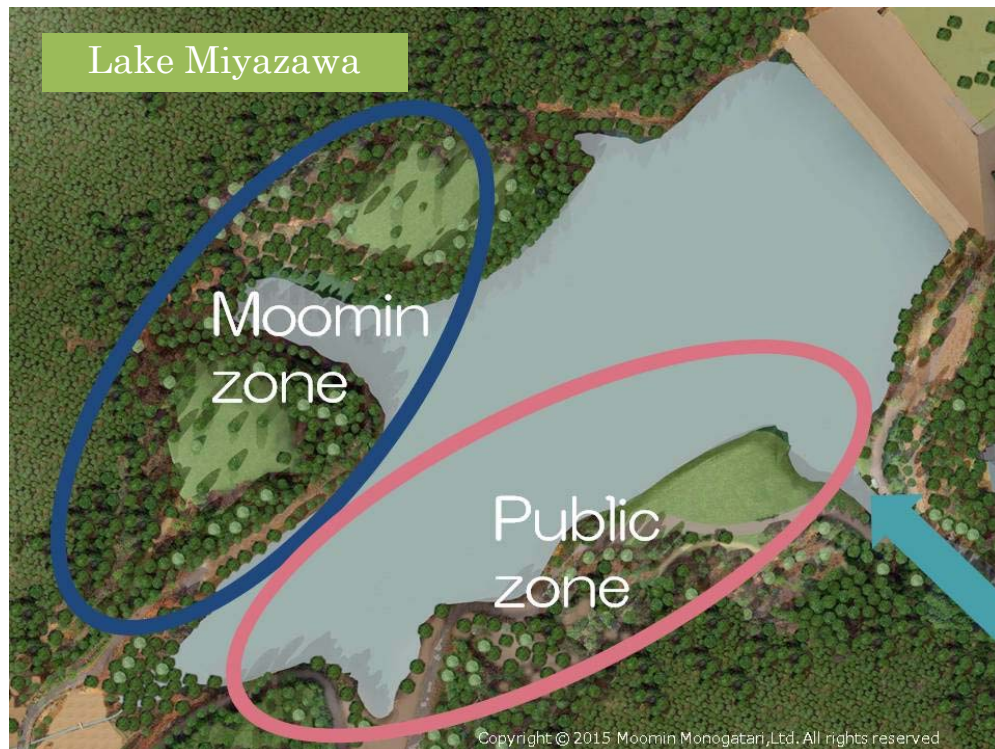 Lake Miyazawa
Moomin
zone
Public
zone
Copyright © 2015 Moomin Monogatari,Ltd. All rights reserved